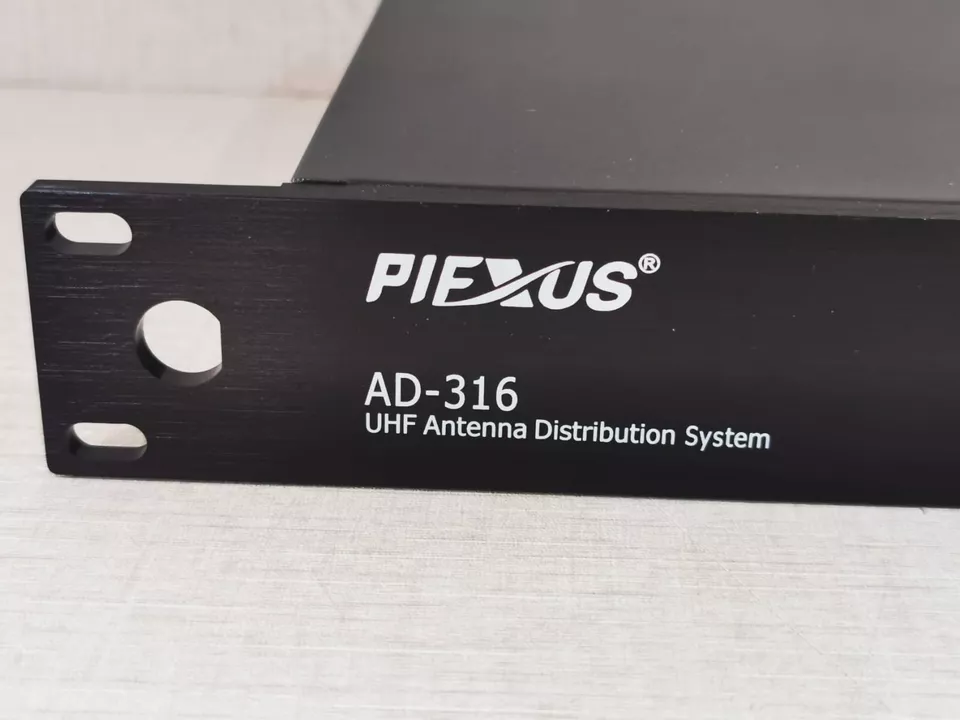 PIEXUS®
AD-316
UHF Antenna Distribution System